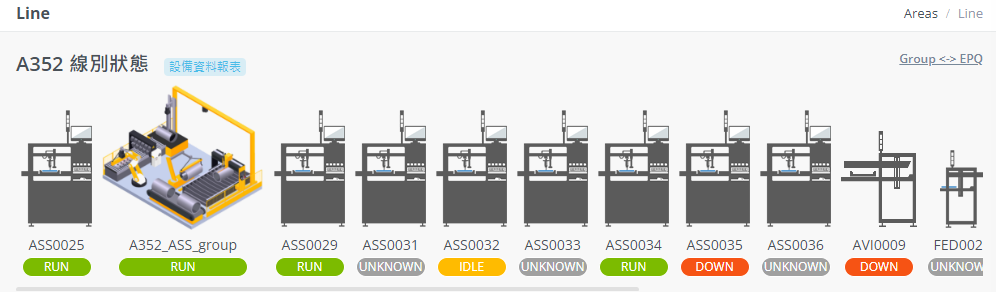 Line
Areas / Line
A352 線別狀態 設備資料報表
Group <-> EPQ
ASS0025 A352_ASS_group ASS0029 ASS0031 ASS0032 ASS0033 ASS0034 ASS0035 ASS0036 AVI0009 FED002
RUN RUN RUN UNKNOWN IDLE UNKNOWN RUN DOWN UNKNOWN DOWN UNKNOW